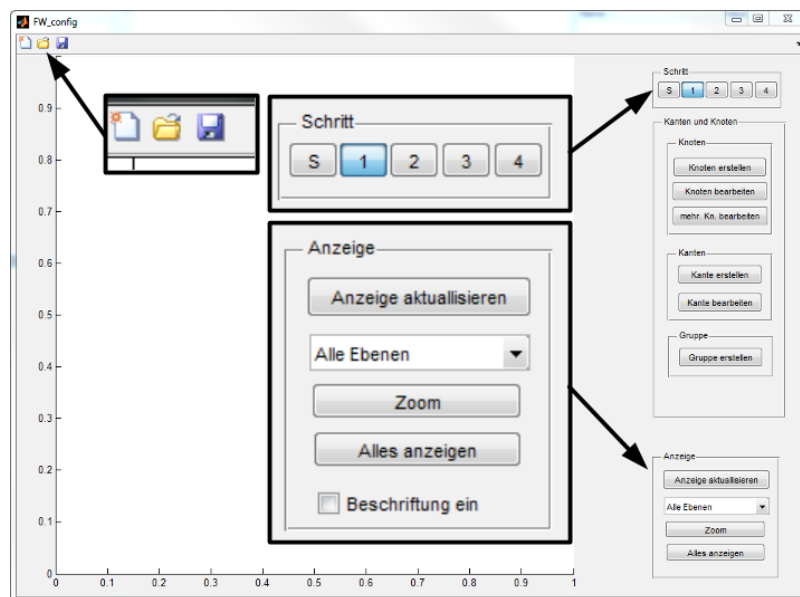 FW_config
Schritt
S 1 2 3 4
Schritt
S 1 2 3 4
Anzeige
Anzeige aktuallisieren
Alle Ebenen
Zoom
Alles anzeigen
Beschriftung ein
Kanten und Knoten
Knoten
Knoten erstellen
Knoten bearbeiten
mehr. Kn. bearbeiten
Kanten
Kante erstellen
Kante bearbeiten
Gruppe
Gruppe erstellen
Anzeige
Anzeige aktuallisieren
Alle Ebenen
Zoom
Alles anzeigen
0.9
0.8
0.7
0.6
0.5
0.4
0.3
0.2
0.1
0
0 0.1 0.2 0.3 0.4 0.5 0.6 0.7 0.8 0.9 1